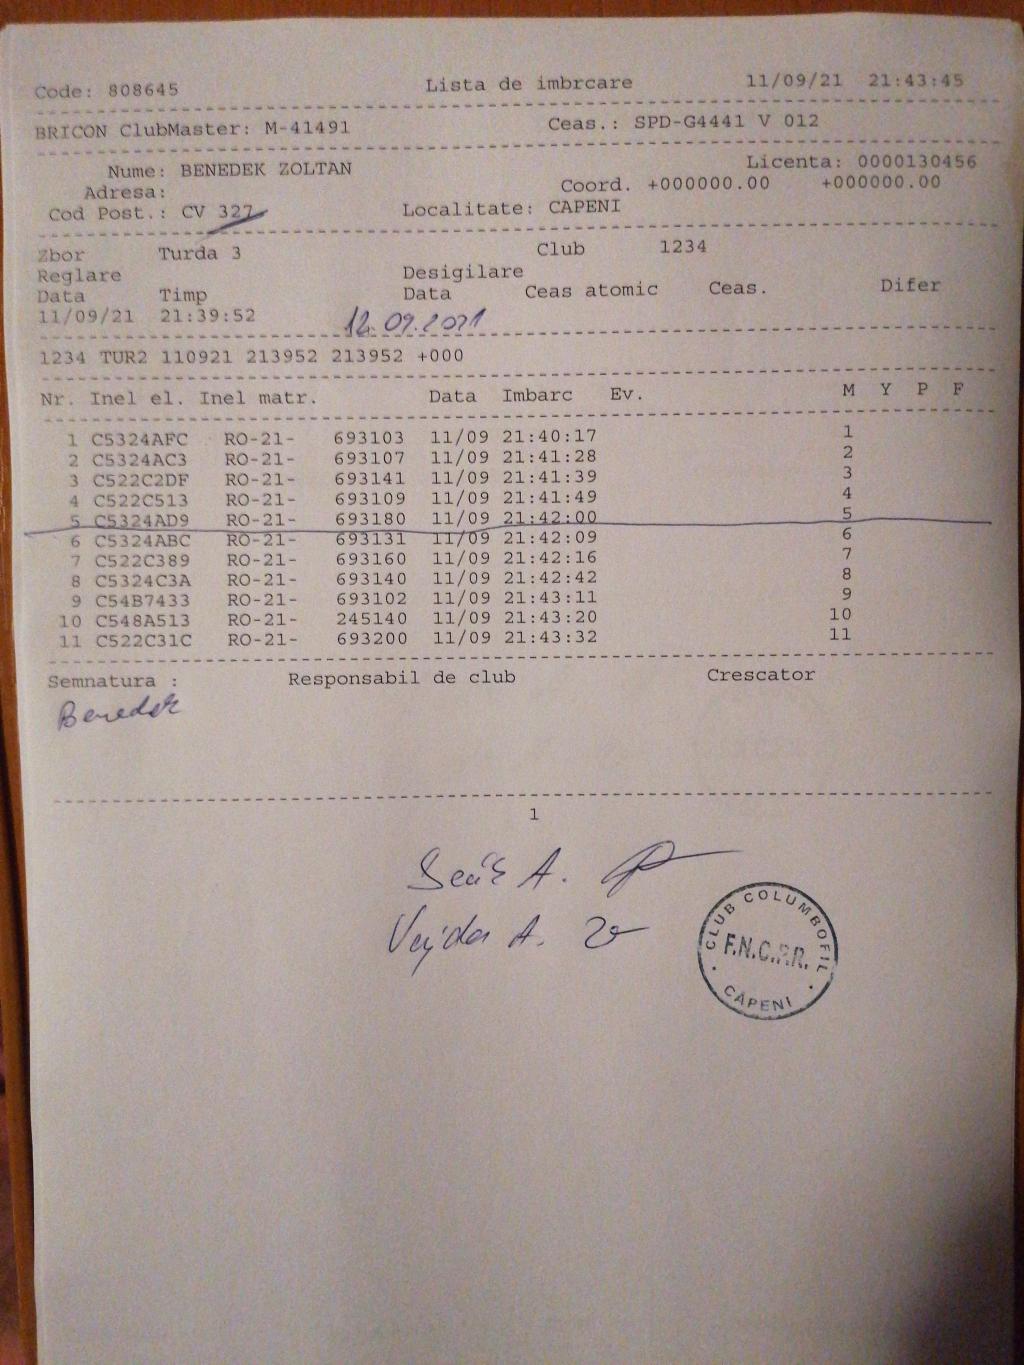 Code: 808645 Lista de imbrcare 11/09/21 21:43:45
BRICON ClubMaster: M-41491 Ceas.: SPD-G4441 V 012
Nume: BENEDEK ZOLTAN Licenta: 0000130456
Adresa: Coord. +000000.00 +000000.00
Cod Post.: CV 327 Localitate: CAPENI
Zbor Turda 3 Club 1234
Reglare Desigilare
Data Timp Data Ceas atomic Ceas. Difer
11/09/21 21:39:52 12.09.2021
1234 TUR2 110921 213952 213952 +000
Nr. Inel el. Inel matr. Data Imbarc Ev. M Y P F
1 C5324AFC RO-21- 693103 11/09 21:40:17 1
2 C5324AC3 RO-21- 693107 11/09 21:41:28 2
3 C522C2DF RO-21- 693141 11/09 21:41:39 3
4 C522C513 RO-21- 693109 11/09 21:41:49 4
5 C5324AD9 RO-21- 693180 11/09 21:42:00 5
6 C5324ABC RO-21- 693131 11/09 21:42:09 6
7 C522C389 RO-21- 693160 11/09 21:42:16 7
8 C5324C3A RO-21- 693140 11/09 21:42:42 8
9 C54B7433 RO-21- 693102 11/09 21:43:11 9
10 C548A513 RO-21- 245140 11/09 21:43:20 10
11 C522C31C RO-21- 693200 11/09 21:43:32 11
Semnatura : Responsabil de club Crescator
Benedek
1
A.
Vajda A.
CLUB COLUMBOFIL
F.N.C.P.R.
CĂPENI